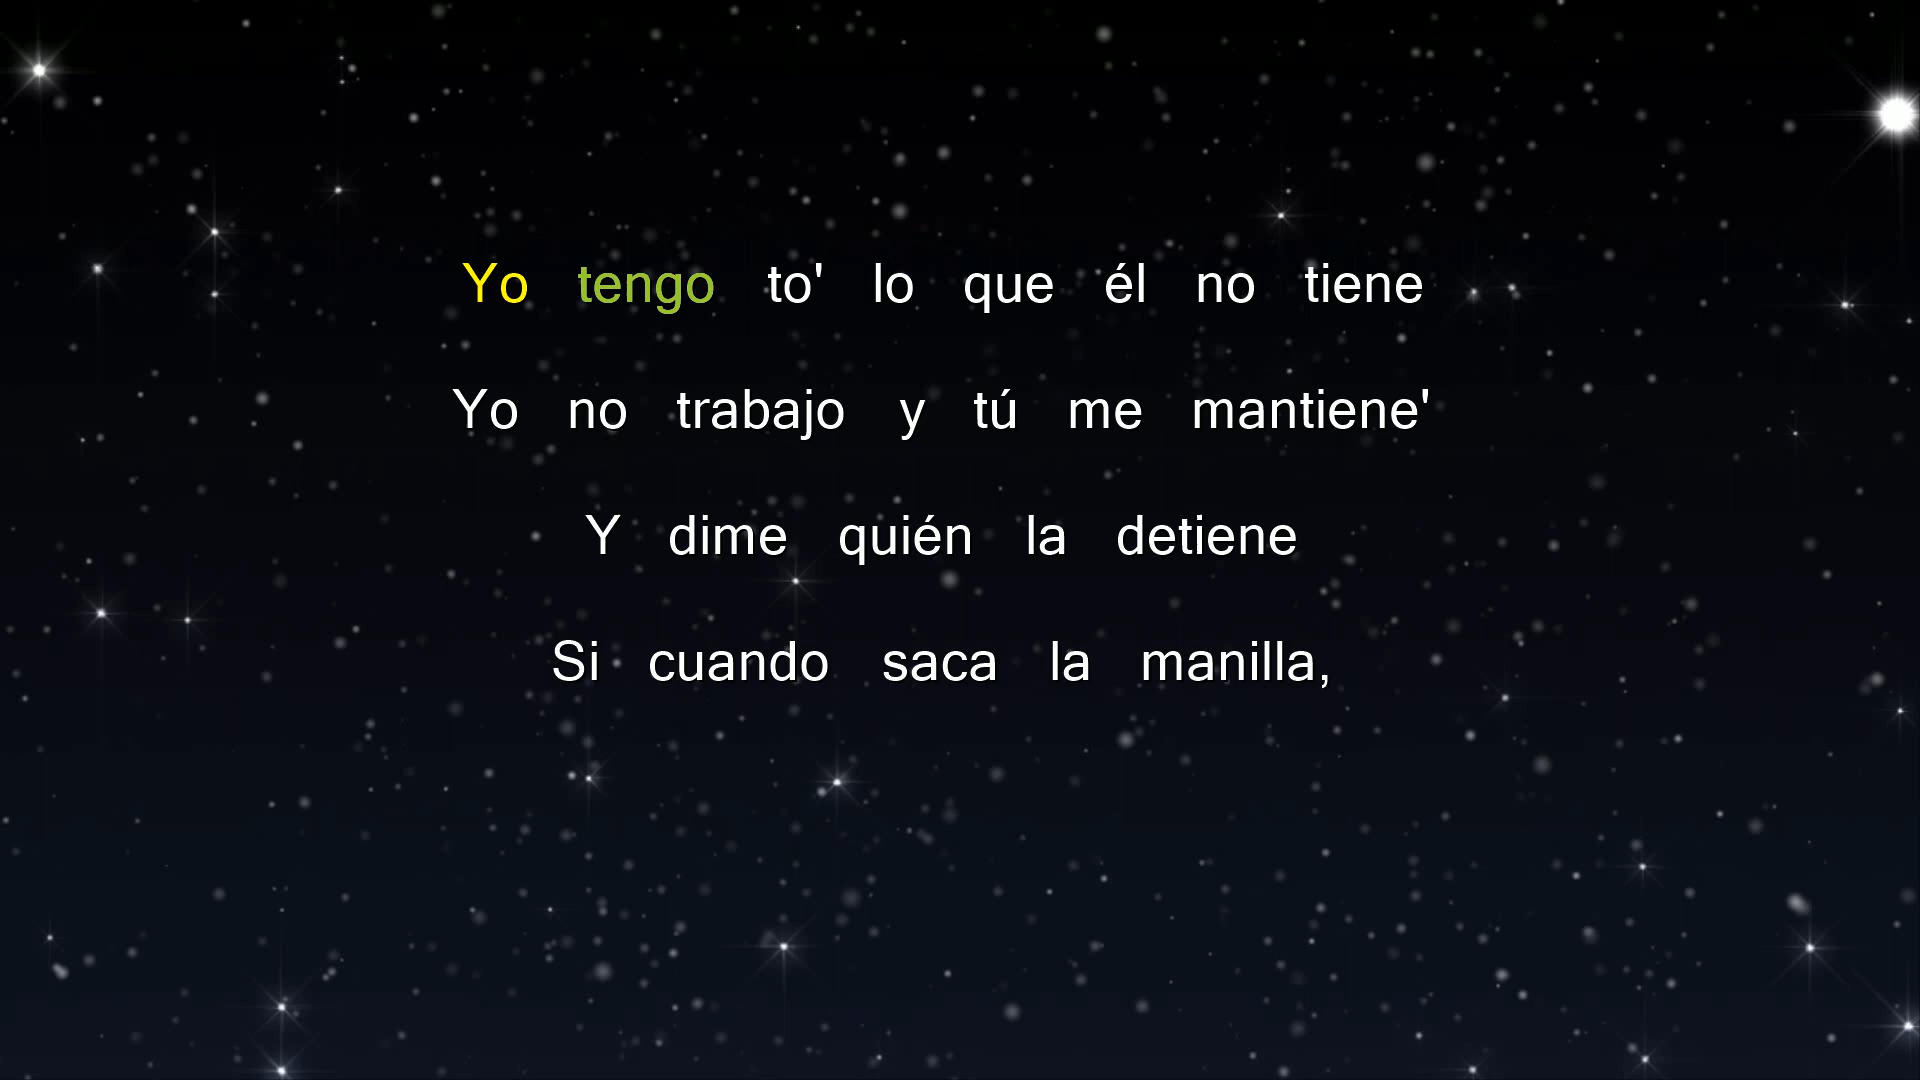 Yo tengo to' lo que él no tiene
Yo no trabajo y tú me mantiene'
Y dime quién la detiene
Si cuando saca la manilla,